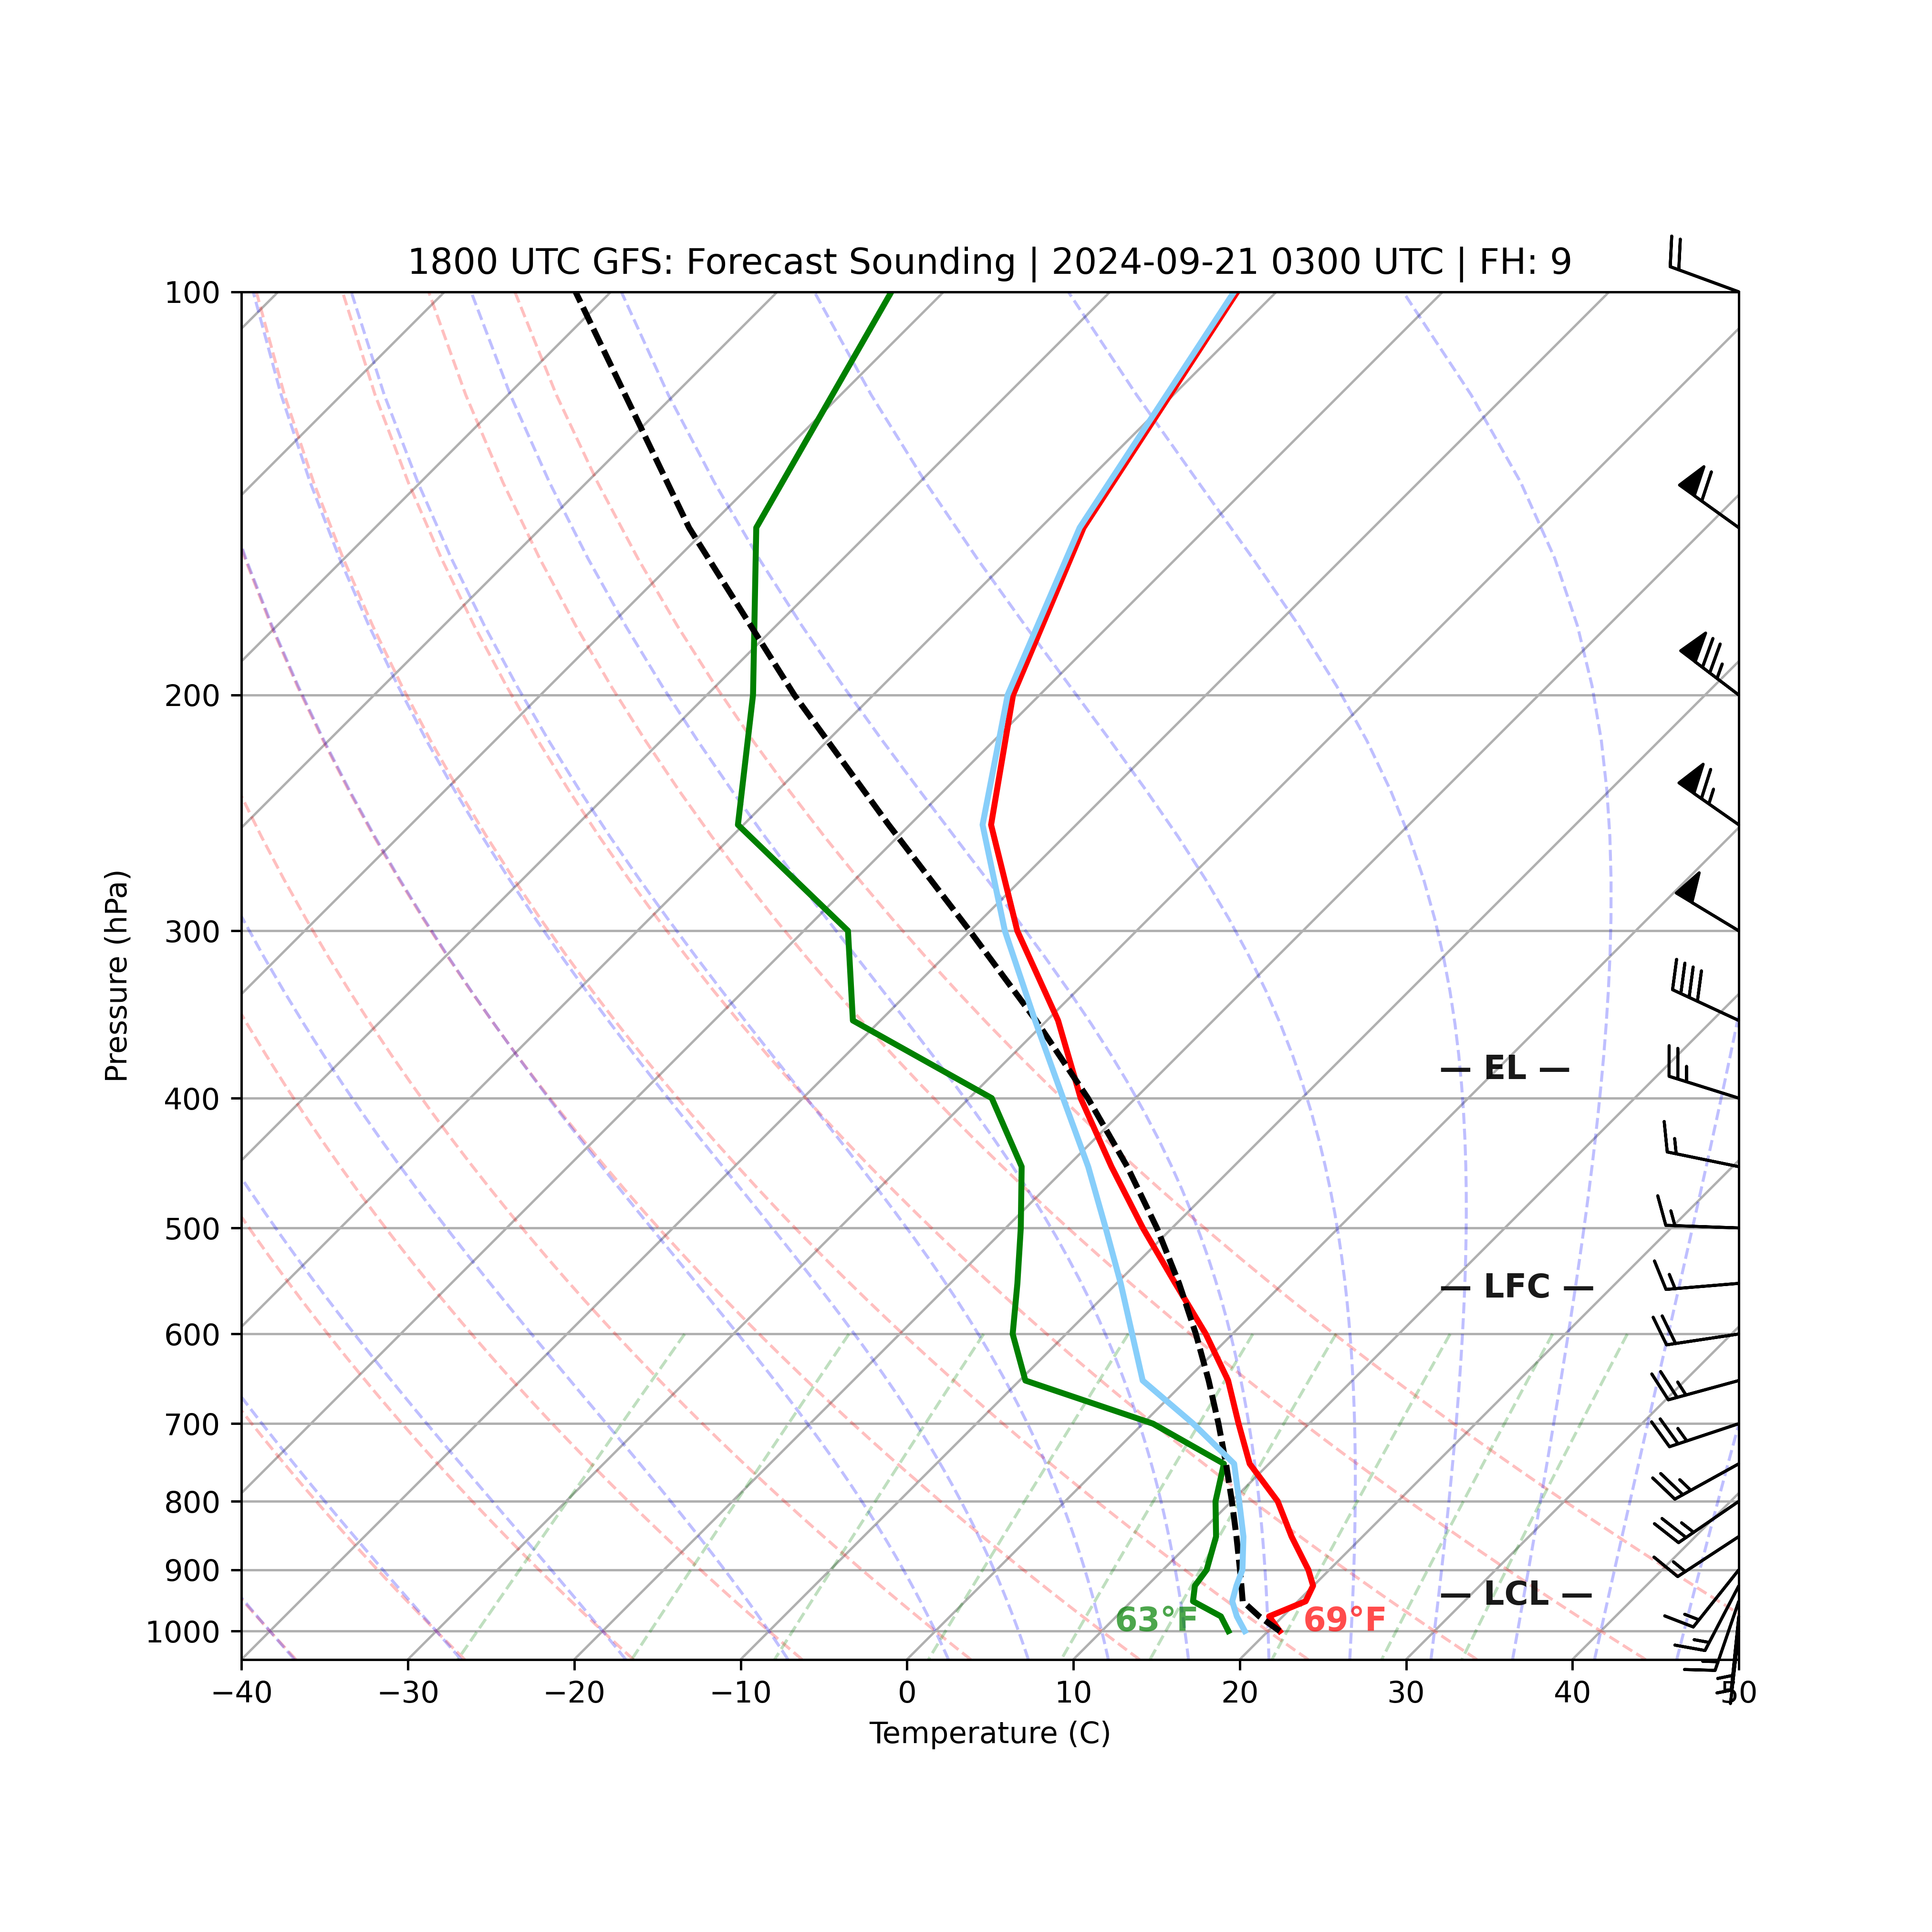 1800 UTC GFS: Forecast Sounding | 2024-09-21 0300 UTC | FH: 9
100
200
300
400
500
600
700
800
900
1000
Pressure (hPa)
— EL —
— LFC —
— LCL —
63°F
69°F
−40
−30
−20
−10
0
10
20
30
40
50
Temperature (C)